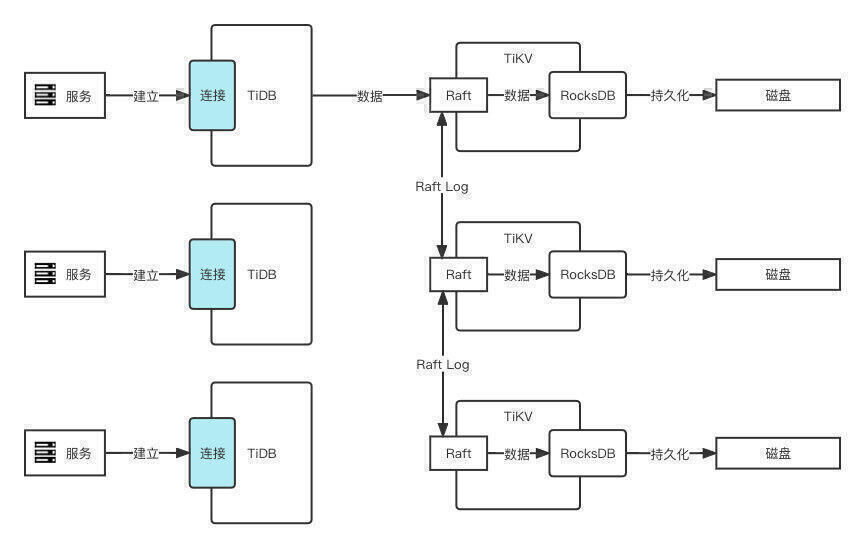 TiKV
服务
建立
连接
TiDB
数据
Raft
数据
RocksDB
持久化
磁盘
Raft Log
TiKV
服务
建立
连接
TiDB
Raft
数据
RocksDB
持久化
磁盘
Raft Log
TiKV
服务
建立
连接
TiDB
Raft
数据
RocksDB
持久化
磁盘